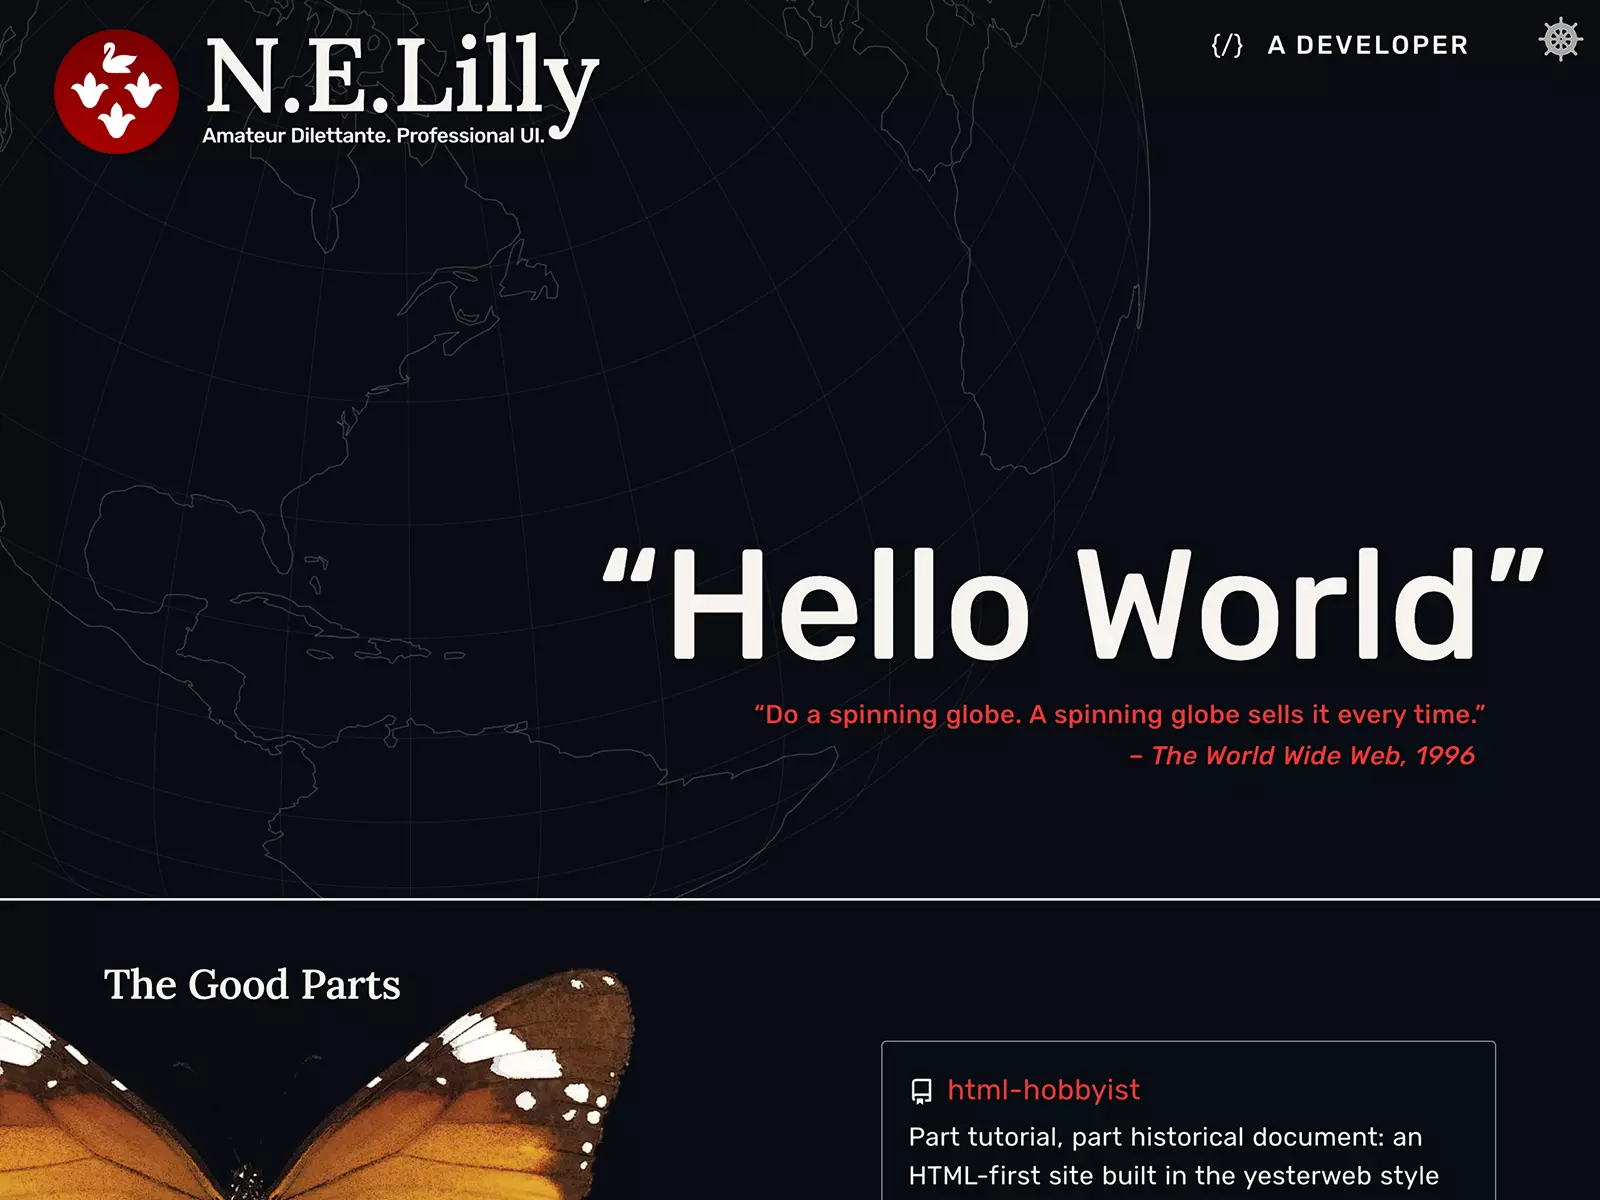 N.E.Lilly
Amateur Dilettante. Professional UI.
{/} A DEVELOPER
“Hello World”
“Do a spinning globe. A spinning globe sells it every time.”
– The World Wide Web, 1996
The Good Parts
html-hobbyist
Part tutorial, part historical document: an
HTML-first site built in the yesterweb style